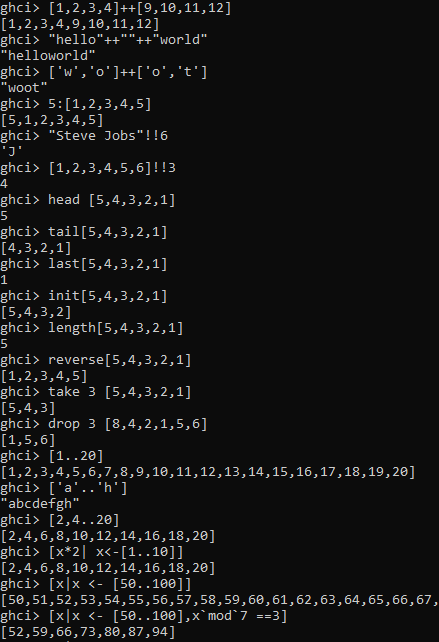 ghci> [1,2,3,4]++[9,10,11,12]
[1,2,3,4,9,10,11,12]
ghci> "hello"++""++"world"
"helloworld"
ghci> ['w','o']++['o','t']
"woot"
ghci> 5:[1,2,3,4,5]
[5,1,2,3,4,5]
ghci> "Steve Jobs"!!6
'J'
ghci> [1,2,3,4,5,6]!!3
4
ghci> head [5,4,3,2,1]
5
ghci> tail[5,4,3,2,1]
[4,3,2,1]
ghci> last[5,4,3,2,1]
1
ghci> init[5,4,3,2,1]
[5,4,3,2]
ghci> length[5,4,3,2,1]
5
ghci> reverse[5,4,3,2,1]
[1,2,3,4,5]
ghci> take 3 [5,4,3,2,1]
[5,4,3]
ghci> drop 3 [8,4,2,1,5,6]
[1,5,6]
ghci> [1..20]
[1,2,3,4,5,6,7,8,9,10,11,12,13,14,15,16,17,18,19,20]
ghci> ['a'..'h']
"abcdefgh"
ghci> [2,4..20]
[2,4,6,8,10,12,14,16,18,20]
ghci> [x*2| x<-[1..10]]
[2,4,6,8,10,12,14,16,18,20]
ghci> [x|x <- [50..100]]
[50,51,52,53,54,55,56,57,58,59,60,61,62,63,64,65,66,67,
ghci> [x|x <- [50..100],x`mod`7 ==3]
[52,59,66,73,80,87,94]